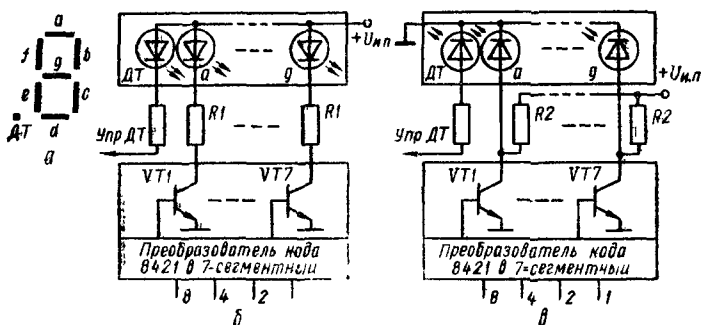 a
f
b
g
e
c
d
ДТ
а
+Uи.п
ДТ
a
g
R1
R1
Упр ДТ
VT1
VT7
Преобразователь кода
8421 в 7-сегментный
8 4 2
б
ДТ
a
g
+Uи.п
R2
R2
Упр ДТ
VT1
VT7
Преобразователь кода
8421 в 7-сегментный
8 4 2 1
в